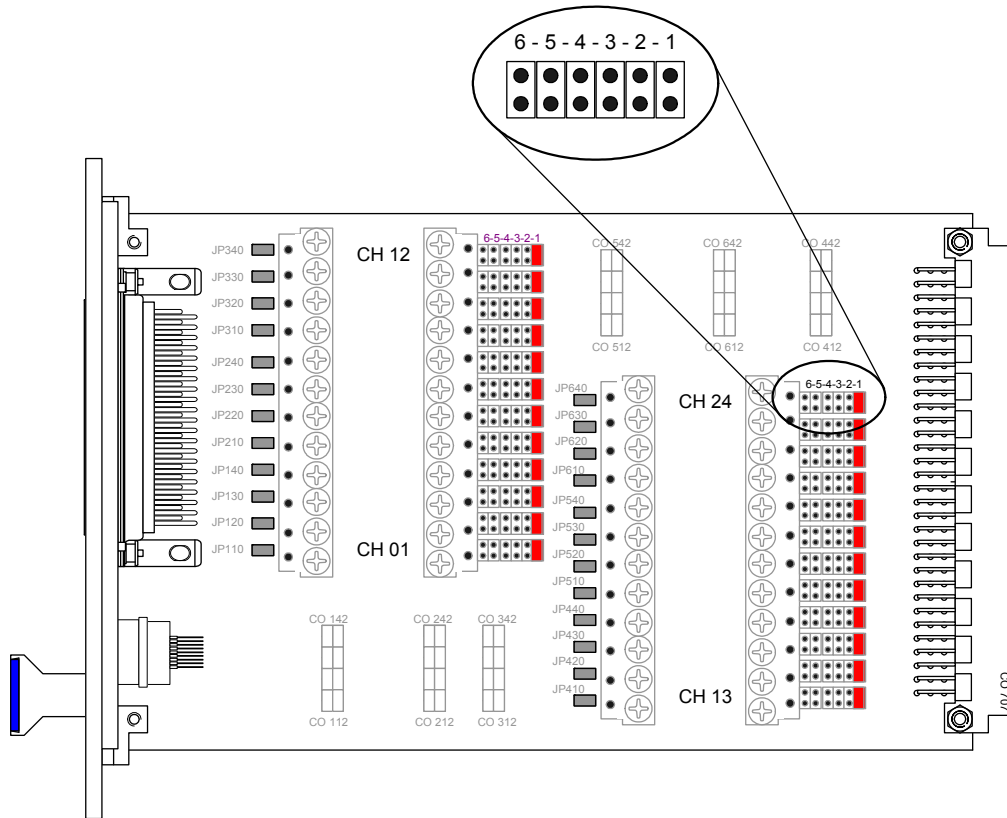 6 - 5 - 4 - 3 - 2 - 1
6-5-4-3-2-1
CO 542
CO 642
CO 442
JP340
CH 12
JP330
JP320
JP310
CO 512
CO 612
CO 412
JP240
JP230
JP220
JP210
JP140
JP130
JP120
JP110
CH 01
6-5-4-3-2-1
JP640
CH 24
JP630
JP620
JP610
JP540
JP530
JP520
JP510
JP440
JP430
JP420
JP410
CH 13
CO 142
CO 242
CO 342
CO 112
CO 212
CO 312
CO 707